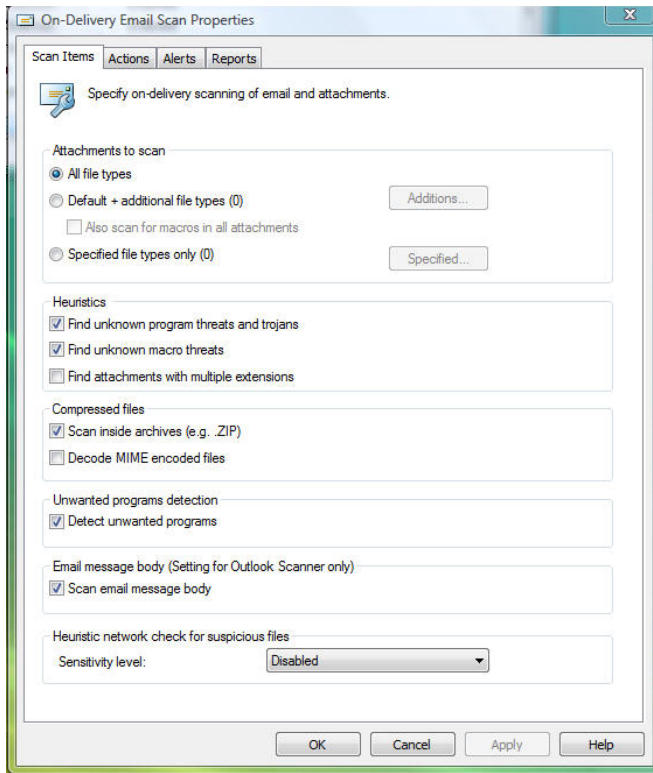 On-Delivery Email Scan Properties
Scan Items Actions Alerts Reports
Specify on-delivery scanning of email and attachments.
Attachments to scan
All file types
Default + additional file types (0) Additions...
Also scan for macros in all attachments
Specified file types only (0) Specified...
Heuristics
Find unknown program threats and trojans
Find unknown macro threats
Find attachments with multiple extensions
Compressed files
Scan inside archives (e.g. .ZIP)
Decode MIME encoded files
Unwanted programs detection
Detect unwanted programs
Email message body (Setting for Outlook Scanner only)
Scan email message body
Heuristic network check for suspicious files
Sensitivity level: Disabled
OK Cancel Apply Help